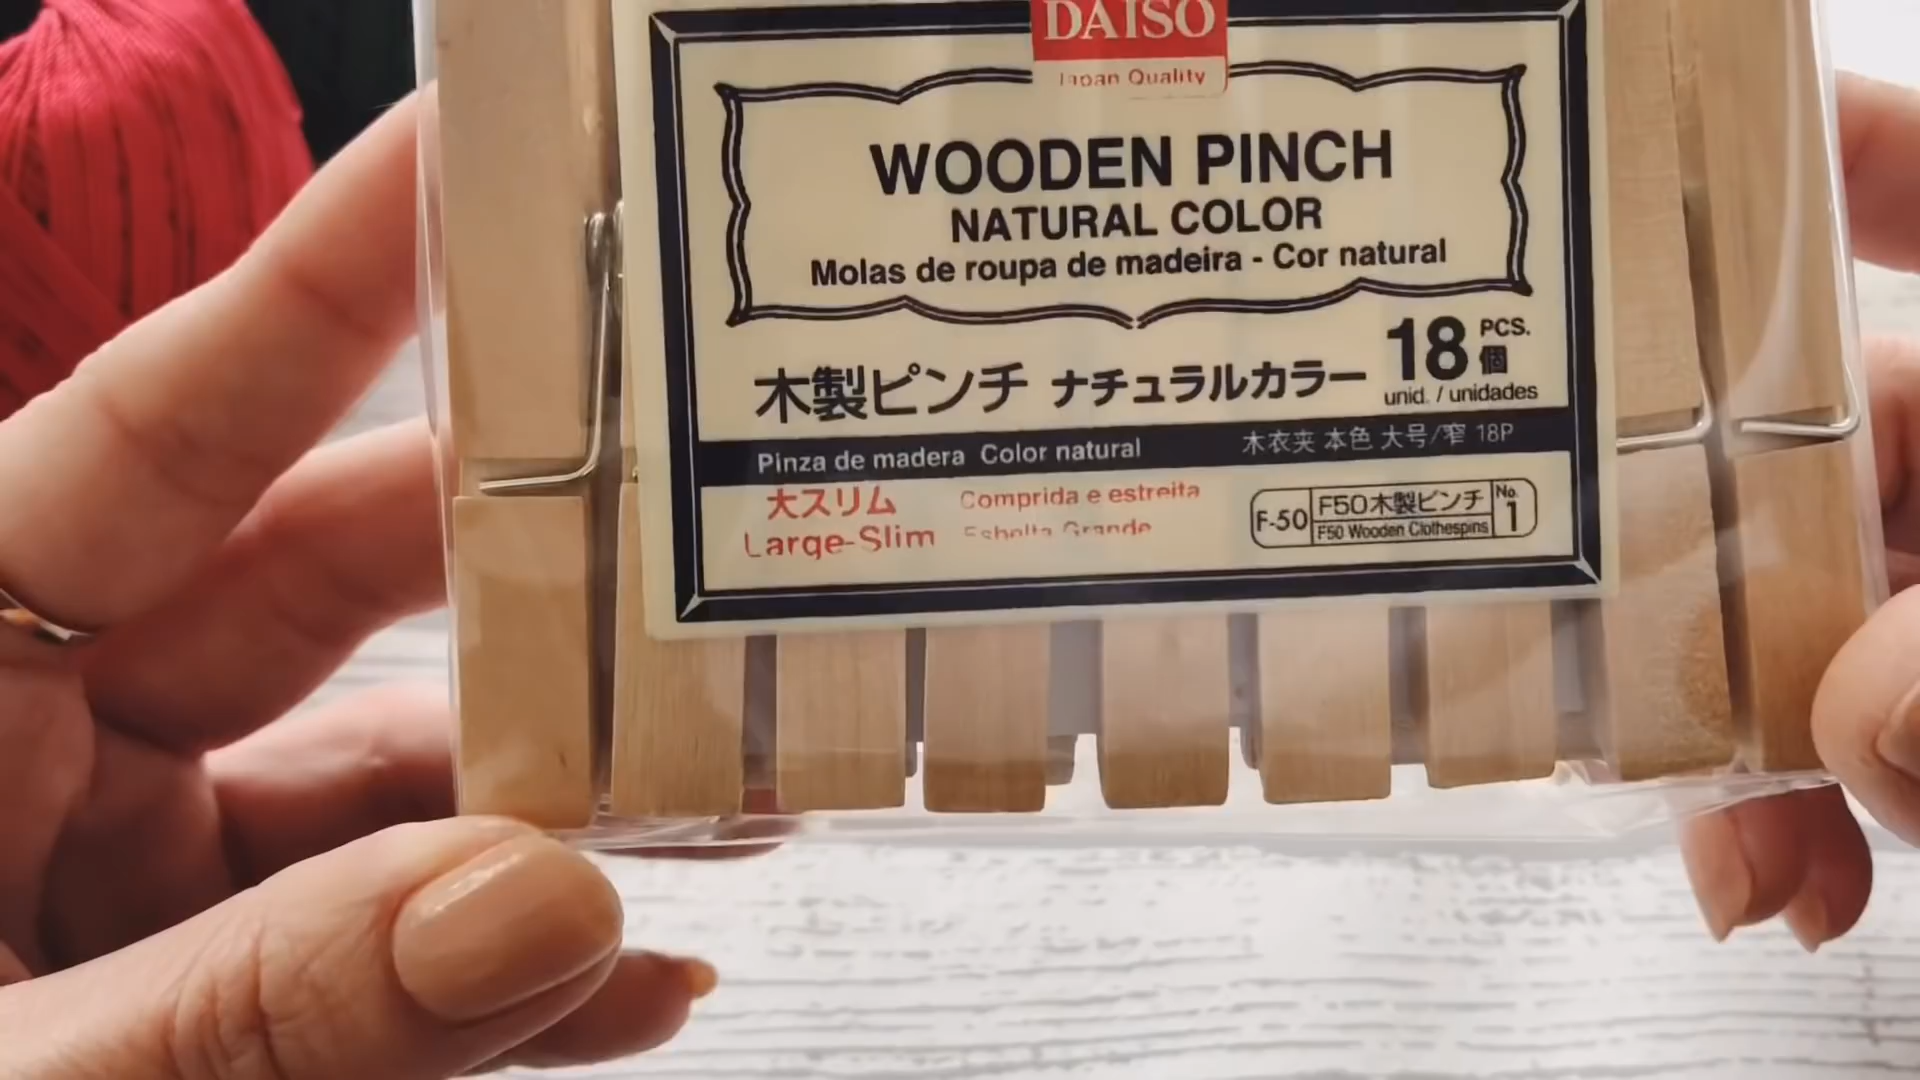 DAISO
Japan Quality
WOODEN PINCH
NATURAL COLOR
Molas de roupa de madeira - Cor natural
木製ピンチ ナチュラルカラー 18 PCS. 個
unid. / unidades
Pinza de madera Color natural 木衣夹 本色 大号/窄 18P
大スリム Comprida e estreita
Large-Slim Esbelta Grande
F-50 F50木製ピンチ No. 1
F50 Wooden Clothespins